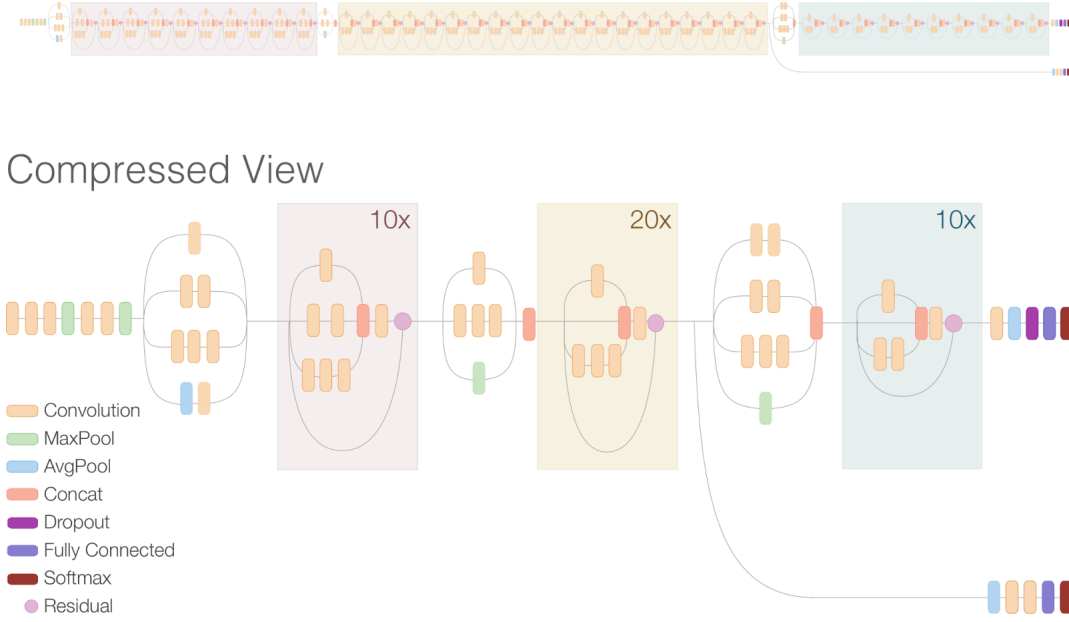 Compressed View
10x
20x
10x
Convolution
MaxPool
AvgPool
Concat
Dropout
Fully Connected
Softmax
Residual